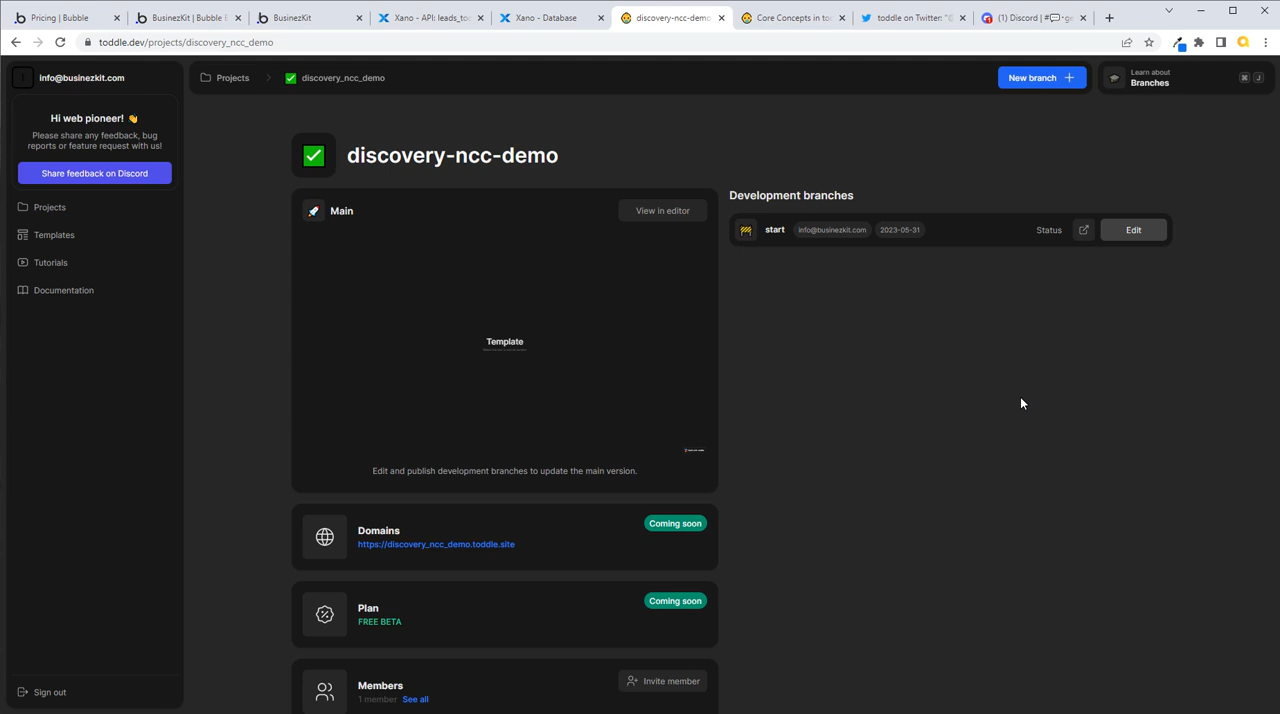 Pricing | Bubble
BusinezKit | Bubble E
BusinezKit
Xano - API: leads_too
Xano - Database
discovery-ncc-demo
Core Concepts in too
toddle on Twitter: "@
(1) Discord | #💬･ge
toddle.dev/projects/discovery_ncc_demo
info@businezkit.com
Projects
discovery_ncc_demo
New branch
Learn about
Branches
⌘ J
Hi web pioneer! 👋
Please share any feedback, bug
reports or feature request with us!
Share feedback on Discord
Projects
Templates
Tutorials
Documentation
Sign out
discovery-ncc-demo
Main
View in editor
Template
Edit and publish development branches to update the main version.
Domains
https://discovery_ncc_demo.toddle.site
Coming soon
Plan
FREE BETA
Coming soon
Members
1 member See all
Invite member
Development branches
start info@businezkit.com 2023-05-31 Status Edit